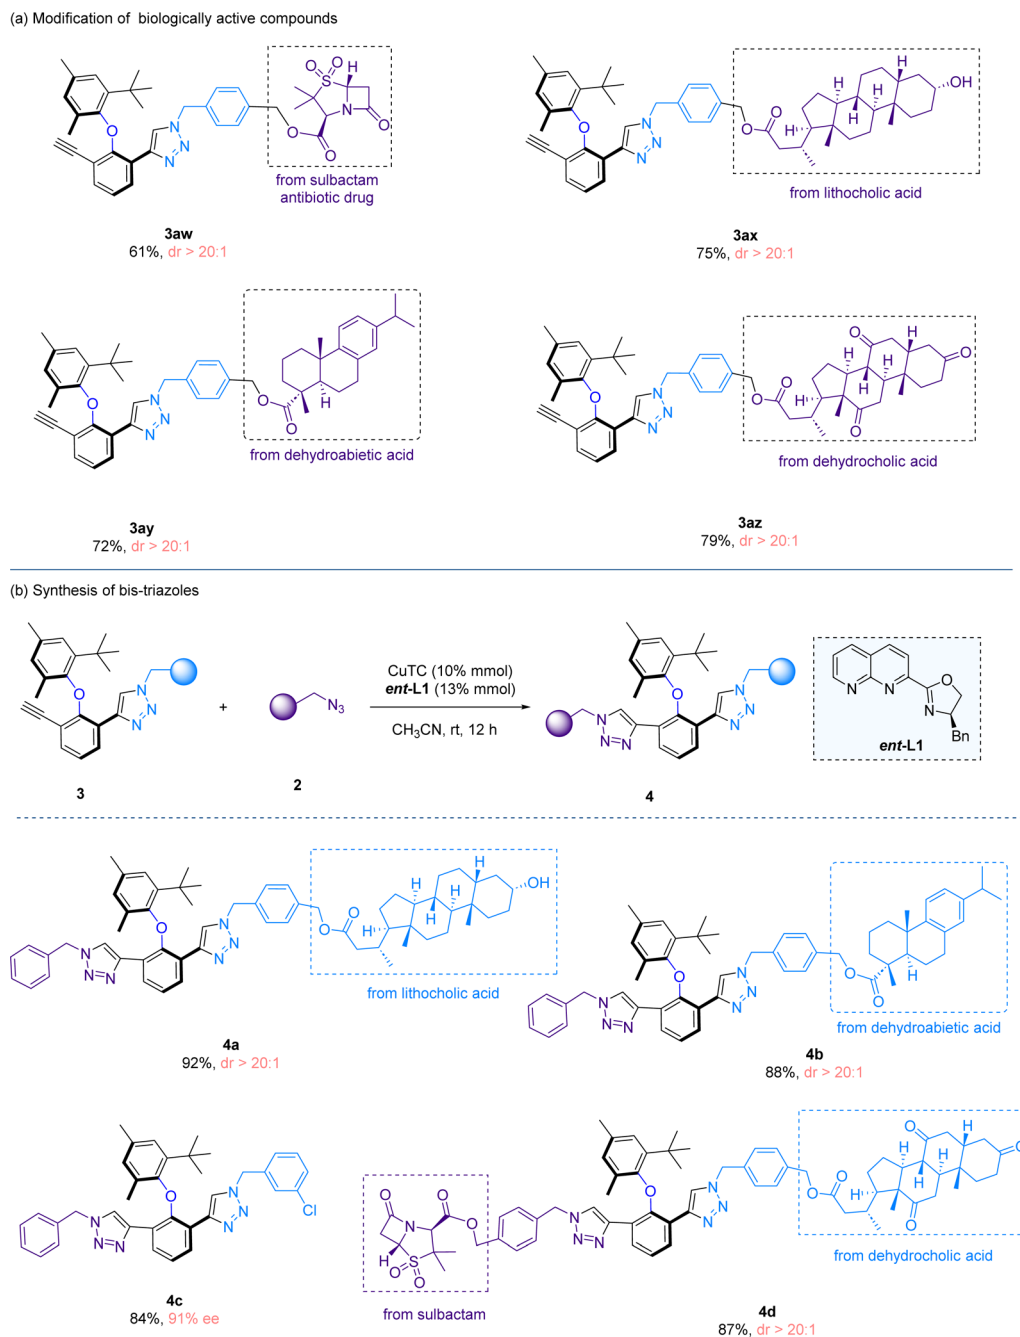 (a) Modification of biologically active compounds
from sulbactam
antibiotic drug
3aw
61%, dr > 20:1
from lithocholic acid
3ax
75%, dr > 20:1
from dehydroabietic acid
3ay
72%, dr > 20:1
from dehydrocholic acid
3az
79%, dr > 20:1
(b) Synthesis of bis-triazoles
3
+
N3
2
CuTC (10% mmol)
ent-L1 (13% mmol)
CH3CN, rt, 12 h
4
Bn
ent-L1
from lithocholic acid
4a
92%, dr > 20:1
from dehydroabietic acid
4b
88%, dr > 20:1
Cl
4c
84%, 91% ee
from sulbactam
from dehydrocholic acid
4d
87%, dr > 20:1